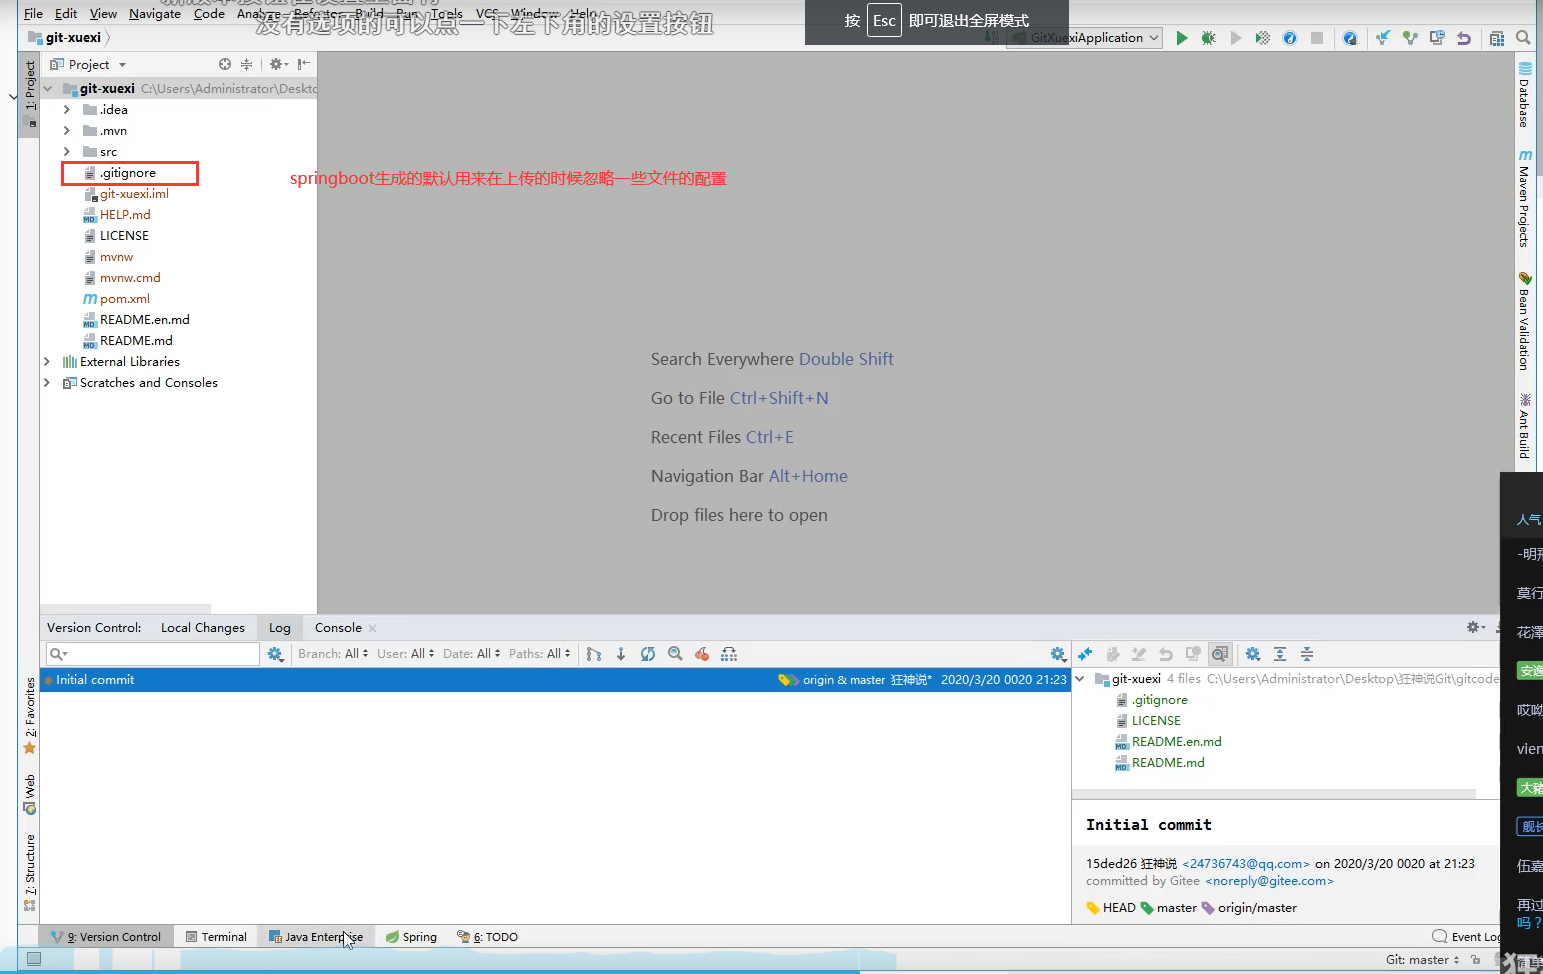 File Edit View Navigate Code Analyze Refactor Build Run Tools VCS Window Help
没有选项的可以点一下左下角的设置按钮
按 Esc 即可退出全屏模式
git-xuexi
GitXuexiApplication
Project
git-xuexi C:\Users\Administrator\Deskto
.idea
.mvn
src
.gitignore
springboot生成的默认用来在上传的时候忽略一些文件的配置
git-xuexi.iml
HELP.md
LICENSE
mvnw
mvnw.cmd
pom.xml
README.en.md
README.md
External Libraries
Scratches and Consoles
1: Project
2: Favorites
Web
7: Structure
Search Everywhere Double Shift
Go to File Ctrl+Shift+N
Recent Files Ctrl+E
Navigation Bar Alt+Home
Drop files here to open
Database
Maven Projects
Bean Validation
Ant Build
人气
-明
莫行
花澤
安逸
哎呦
vien
大猪
舰长
伍嘉
再过
吗？
Version Control: Local Changes Log Console
Branch: All User: All Date: All Paths: All
Initial commit origin & master 狂神说* 2020/3/20 0020 21:23
git-xuexi 4 files C:\Users\Administrator\Desktop\狂神说Git\gitcode
.gitignore
LICENSE
README.en.md
README.md
Initial commit
15ded26 狂神说 <24736743@qq.com> on 2020/3/20 0020 at 21:23
committed by Gitee <noreply@gitee.com>
HEAD master origin/master
9: Version Control Terminal Java Enterprise Spring 6: TODO
Event Log
Git: master